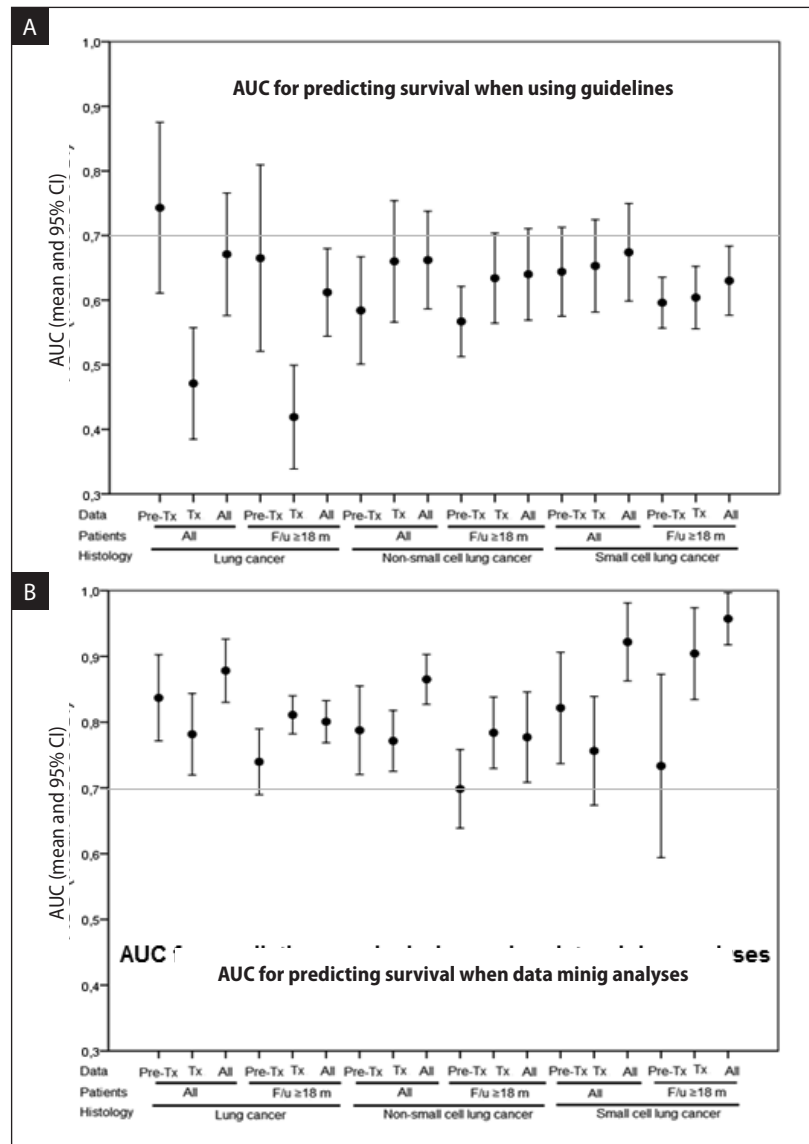 A
AUC for predicting survival when using guidelines
AUC (mean and 95% CI)
1,0
0,9
0,8
0,7
0,6
0,5
0,4
0,3
Data Pre-Tx Tx All Pre-Tx Tx All Pre-Tx Tx All Pre-Tx Tx All Pre-Tx Tx All Pre-Tx Tx All
Patients All F/u ≥18 m All F/u ≥18 m All F/u ≥18 m
Histology Lung cancer Non-small cell lung cancer Small cell lung cancer
B
AUC (mean and 95% CI)
1,0
0,9
0,8
0,7
0,6
0,5
0,4
0,3
AUC ses
AUC for predicting survival when data minig analyses
Data Pre-Tx Tx All Pre-Tx Tx All Pre-Tx Tx All Pre-Tx Tx All Pre-Tx Tx All Pre-Tx Tx All
Patients All F/u ≥18 m All F/u ≥18 m All F/u ≥18 m
Histology Lung cancer Non-small cell lung cancer Small cell lung cancer